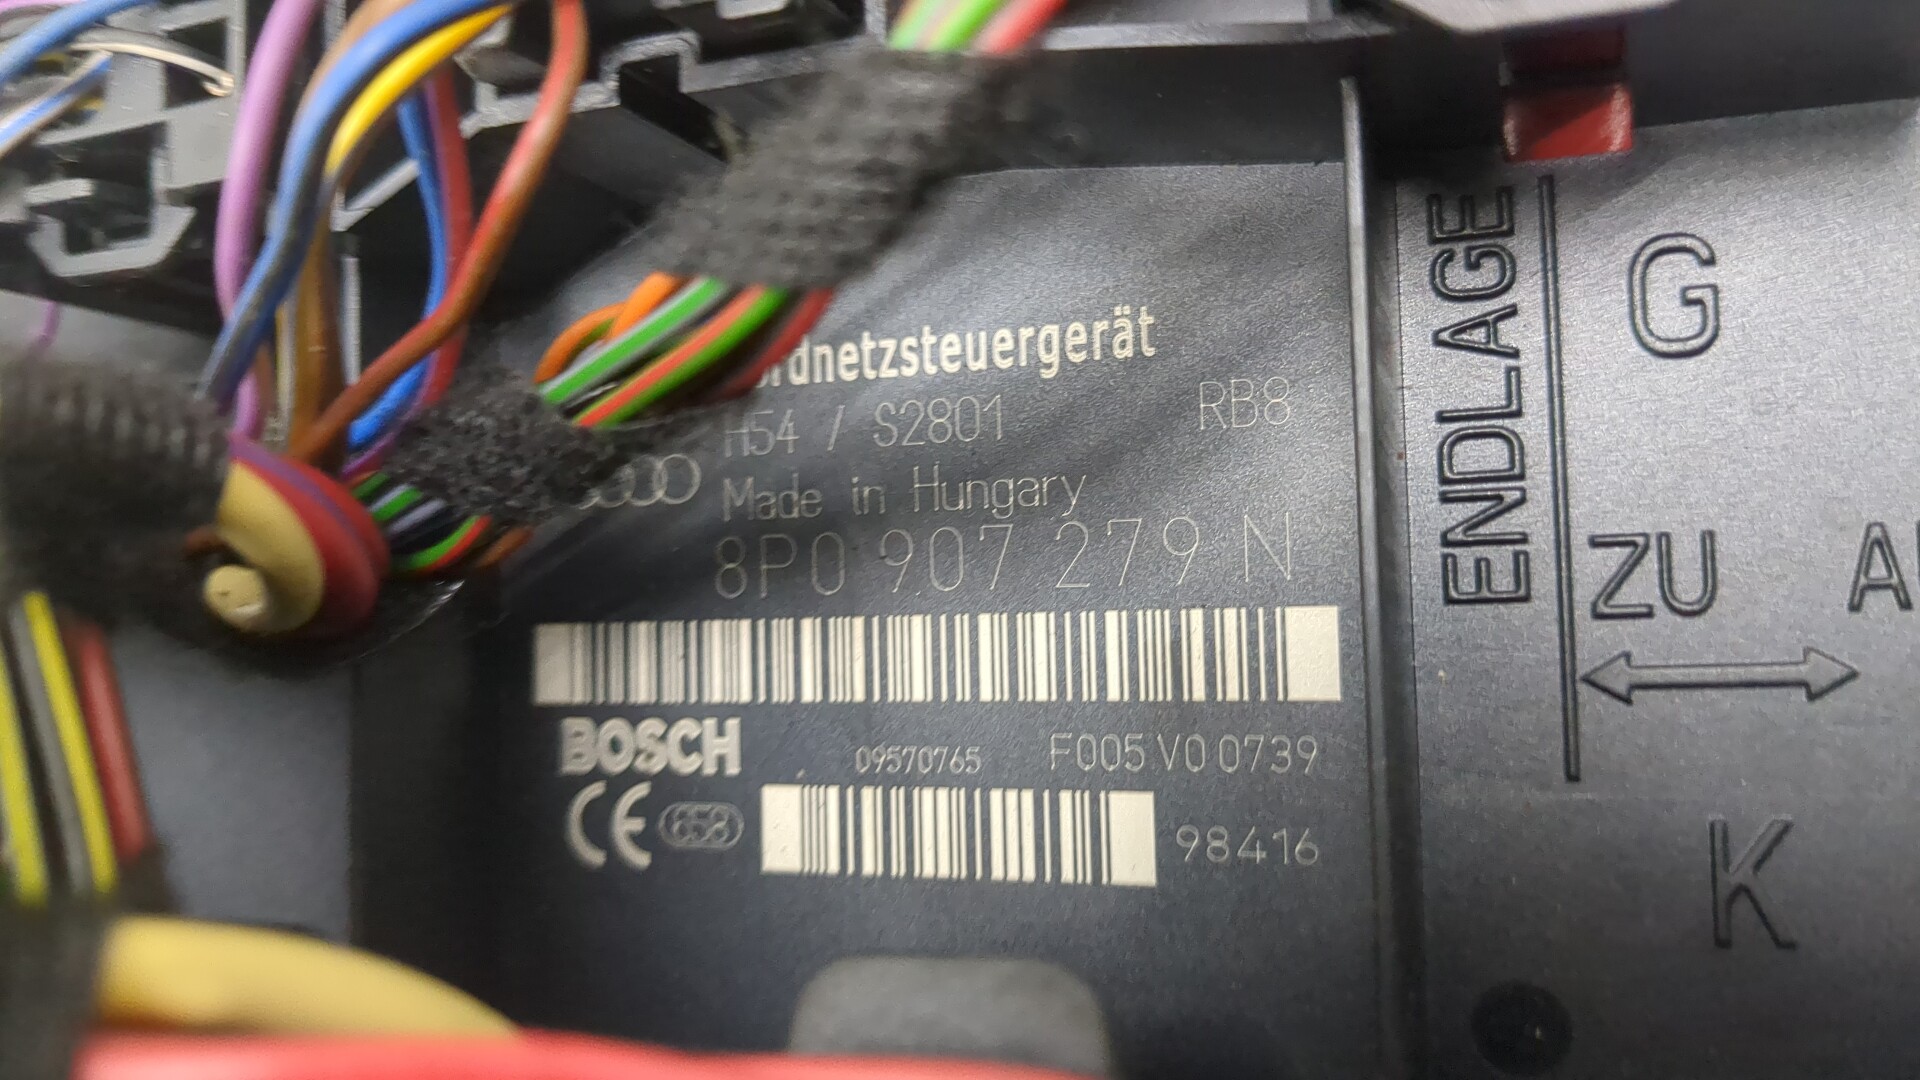 rdnetzsteuergerät
H54 / S2801 RB8
Made in Hungary
8P0 907 279 N
BOSCH 09570765 F005 V0 0739
CE 658 98416
ENDLAGE
G
ZU
K